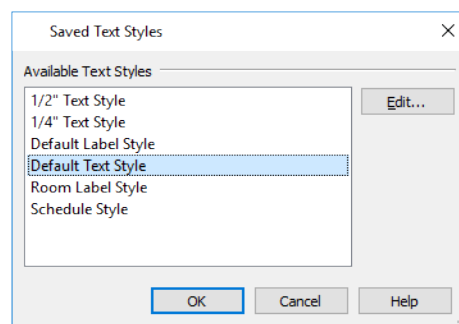 Saved Text Styles
Available Text Styles
1/2" Text Style
Edit...
1/4" Text Style
Default Label Style
Default Text Style
Room Label Style
Schedule Style
OK Cancel Help